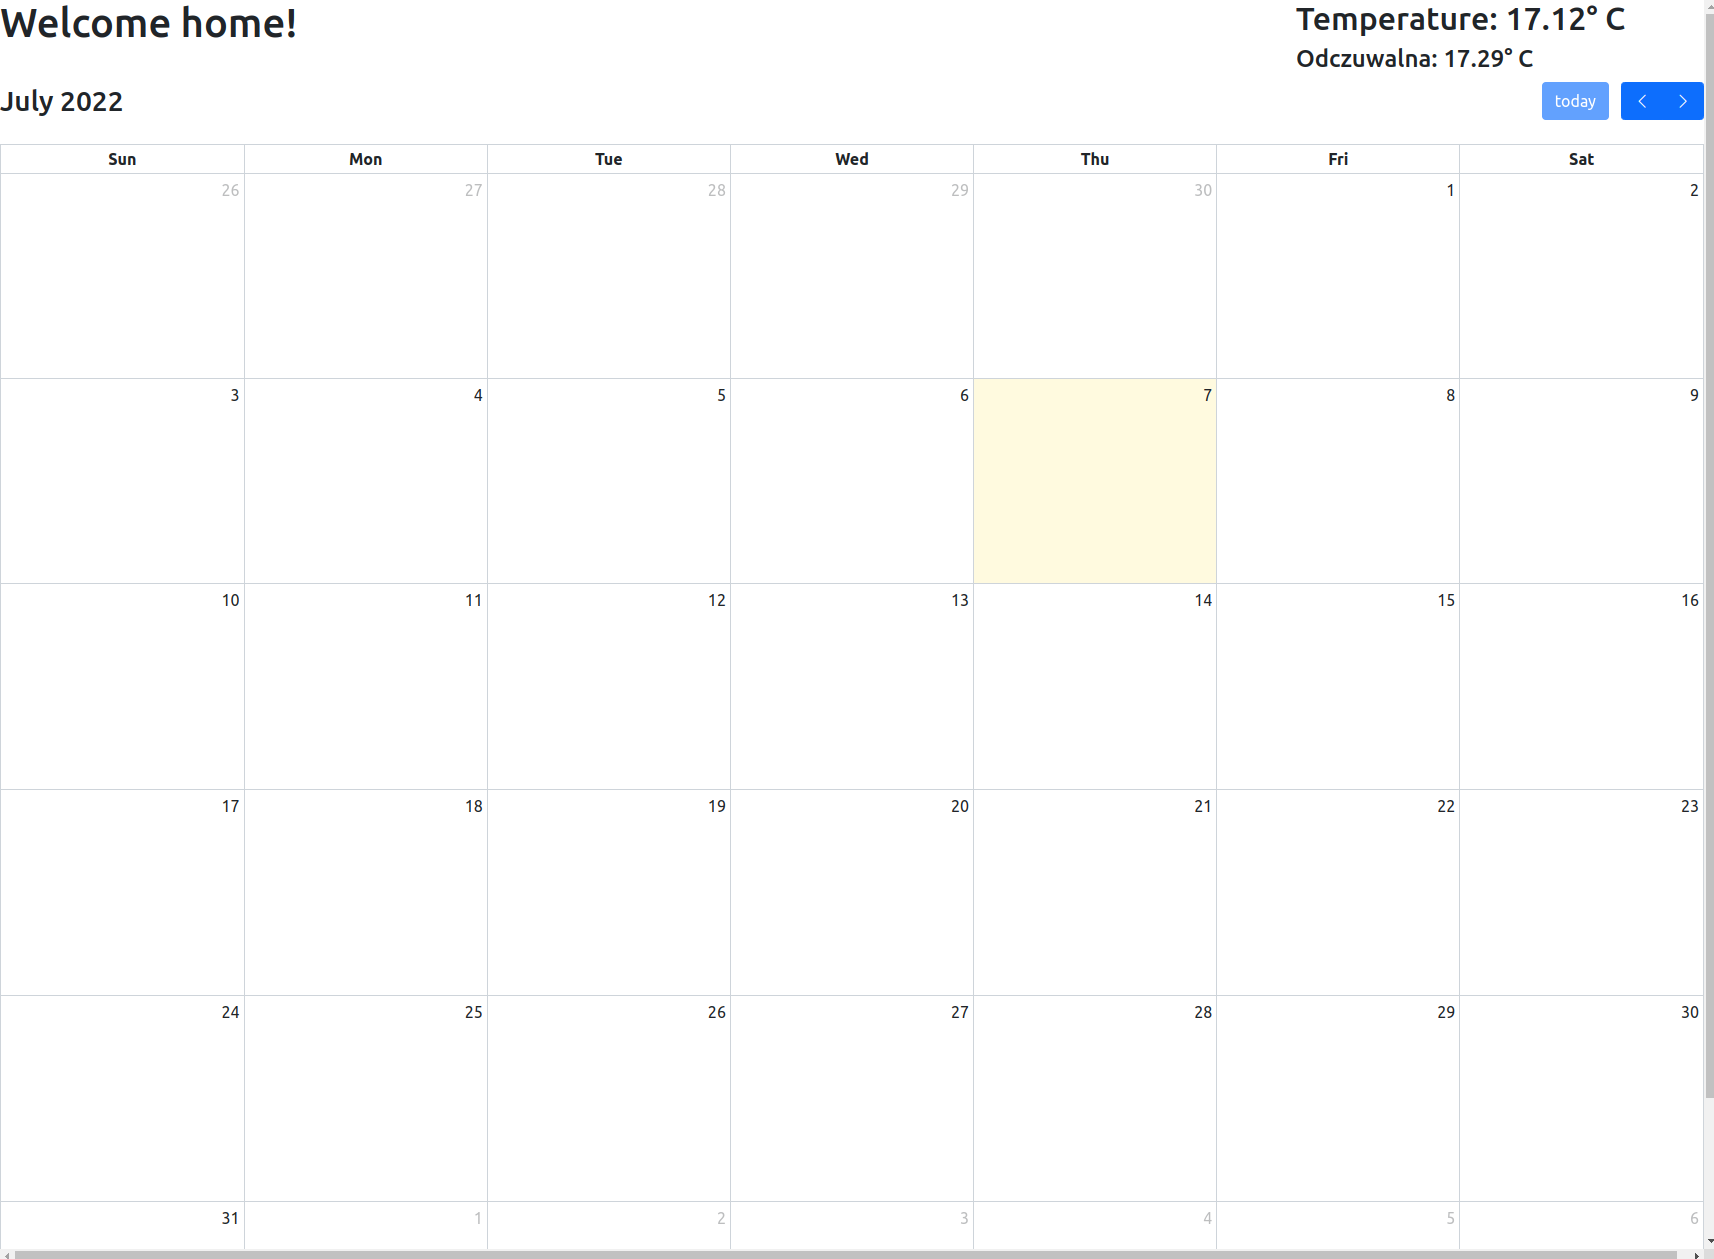 Welcome home!
Temperature: 17.12° C
Odczuwalna: 17.29° C
July 2022
today
Sun Mon Tue Wed Thu Fri Sat
26 27 28 29 30 1 2
3 4 5 6 7 8 9
10 11 12 13 14 15 16
17 18 19 20 21 22 23
24 25 26 27 28 29 30
31 1 2 3 4 5 6